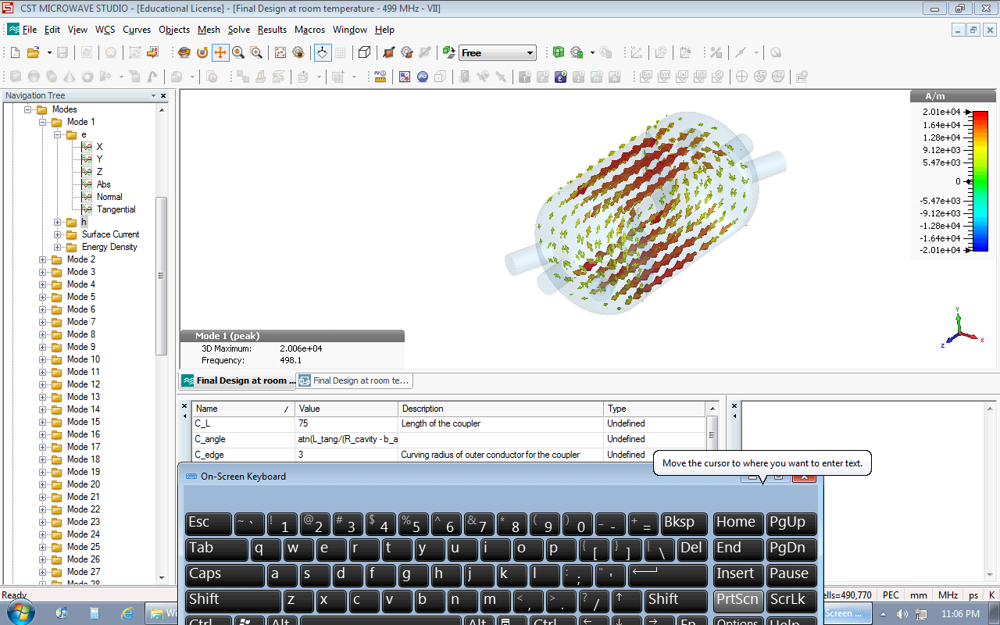 CST MICROWAVE STUDIO - [Educational License] - [Final Design at room temperature - 499 MHz - VII]
File Edit View WCS Curves Objects Mesh Solve Results Macros Window Help
Free
Navigation Tree
Modes
Mode 1
e
X
Y
Z
Abs
Normal
Tangential
h
Surface Current
Energy Density
Mode 2
Mode 3
Mode 4
Mode 5
Mode 6
Mode 7
Mode 8
Mode 9
Mode 10
Mode 11
Mode 12
Mode 13
Mode 14
Mode 15
Mode 16
Mode 17
Mode 18
Mode 19
Mode 20
Mode 21
Mode 22
Mode 23
Mode 24
Mode 25
Mode 26
Mode 27
Mode 28
A/m
2.01e+04
1.64e+04
1.28e+04
9.12e+03
5.47e+03
0
-5.47e+03
-9.12e+03
-1.28e+04
-1.64e+04
-2.01e+04
y
x
z
Mode 1 (peak)
3D Maximum: 2.006e+04
Frequency: 498.1
Final Design at room ... Final Design at room te...
Name / Value Description Type
C_L 75 Length of the coupler Undefined
C_angle atn(L_tang/(R_cavity - b_a Undefined
C_edge 3 Curving radius of outer conductor for the coupler Undefined
Move the cursor to where you want to enter text.
On-Screen Keyboard
Esc ~ ` ! 1 @ 2 # 3 $ 4 % 5 ^ 6 & 7 * 8 ( 9 ) 0 _ - + = Bksp Home PgUp
Tab q w e r t y u i o p { [ } ] | \ Del End PgDn
Caps a s d f g h j k l : ; " ' Insert Pause
Shift z x c v b n m < , > . ? / Shift PrtScn ScrLk
Ctrl Alt Alt Ctrl Fn Options Help
Ready
ells=490,770 PEC mm MHz ps K
Wi
Screen ...
11:06 PM